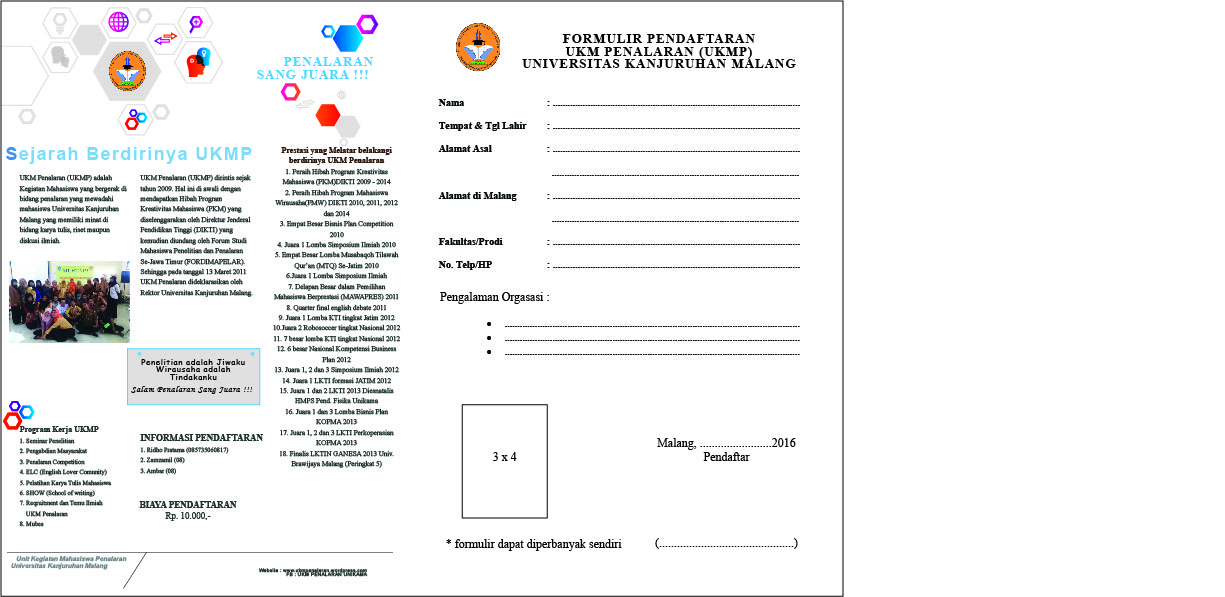 PENALARAN
SANG JUARA !!!
Sejarah Berdirinya UKMP
UKM Penalaran (UKMP) adalah
Kegiatan Mahasiswa yang bergerak di
bidang penalaran yang mewadahi
mahasiswa Universitas Kanjuruhan
Malang yang memiliki minat di
bidang karya tulis, riset maupun
diskusi ilmiah.
UKM Penalaran (UKMP) dirintis sejak
tahun 2009. Hal ini di awali dengan
mendapatkan Hibah Program
Kreativitas Mahasiswa (PKM) yang
diselenggarakan oleh Direktur Jenderal
Pendidikan Tinggi (DIKTI) yang
kemudian diundang oleh Forum Studi
Mahasiswa Penelitian dan Penalaran
Se-Jawa Timur (FORDIMAPELAR).
Sehingga pada tanggal 13 Maret 2011
UKM Penalaran dideklarasikan oleh
Rektor Universitas Kanjuruhan Malang.
Penelitian adalah Jiwaku
Wirausaha adalah
Tindakanku
Salam Penalaran Sang Juara !!!
Program Kerja UKMP
1. Seminar Penelitian
2. Pengabdian Masyarakat
3. Penalaran Competition
4. ELC (English Lover Comunity)
5. Pelatihan Karya Tulis Mahasiswa
6. SHOW (School of writing)
7. Reqruitment dan Temu Ilmiah
UKM Penalaran
8. Mubes
INFORMASI PENDAFTARAN
1. Ridho Pratama (085735060817)
2. Zamzamil (08)
3. Ambar (08)
BIAYA PENDAFTARAN
Rp. 10.000,-
Prestasi yang Melatar belakangi
berdirinya UKM Penalaran
1. Peraih Hibah Program Kreativitas
Mahasiswa (PKM)DIKTI 2009 - 2014
2. Peraih Hibah Program Mahasiswa
Wirausaha(PMW) DIKTI 2010, 2011, 2012
dan 2014
3. Empat Besar Bisnis Plan Competition
2010
4. Juara 1 Lomba Simposium Ilmiah 2010
5. Empat Besar Lomba Musabaqoh Tilawah
Qur'an (MTQ) Se-Jatim 2010
6.Juara 1 Lomba Simposium Ilmiah
7. Delapan Besar dalam Pemilihan
Mahasiswa Berprestasi (MAWAPRES) 2011
8. Quarter final english debate 2011
9. Juara 1 Lomba KTI tingkat Jatim 2012
10.Juara 2 Robosoccer tingkat Nasional 2012
11. 7 besar lomba KTI tingkat Nasional 2012
12. 6 besar Nasional Kompetensi Business
Plan 2012
13. Juara 1, 2 dan 3 Simposium Ilmiah 2012
14. Juara 1 LKTI formasi JATIM 2012
15. Juara 1 dan 2 LKTI 2013 Diesnatalis
HMPS Pend. Fisika Unikama
16. Juara 1 dan 3 Lomba Bisnis Plan
KOPMA 2013
17. Juara 1, 2 dan 3 LKTI Perkoperasian
KOPMA 2013
18. Finalis LKTIN GANESA 2013 Univ.
Brawijaya Malang (Peringkat 5)
Unit Kegiatan Mahasiswa Penalaran
Universitas Kanjuruhan Malang
Website : www.ukmpenalaran.wordpress.com
FB : UKM PENALARAN UNIKAMA
FORMULIR PENDAFTARAN
UKM PENALARAN (UKMP)
UNIVERSITAS KANJURUHAN MALANG
Nama :
Tempat & Tgl Lahir :
Alamat Asal :
Alamat di Malang :
Fakultas/Prodi :
No. Telp/HP :
Pengalaman Orgasasi :
•
•
•
3 x 4
Malang, ........................2016
Pendaftar
* formulir dapat diperbanyak sendiri
(.............................................)